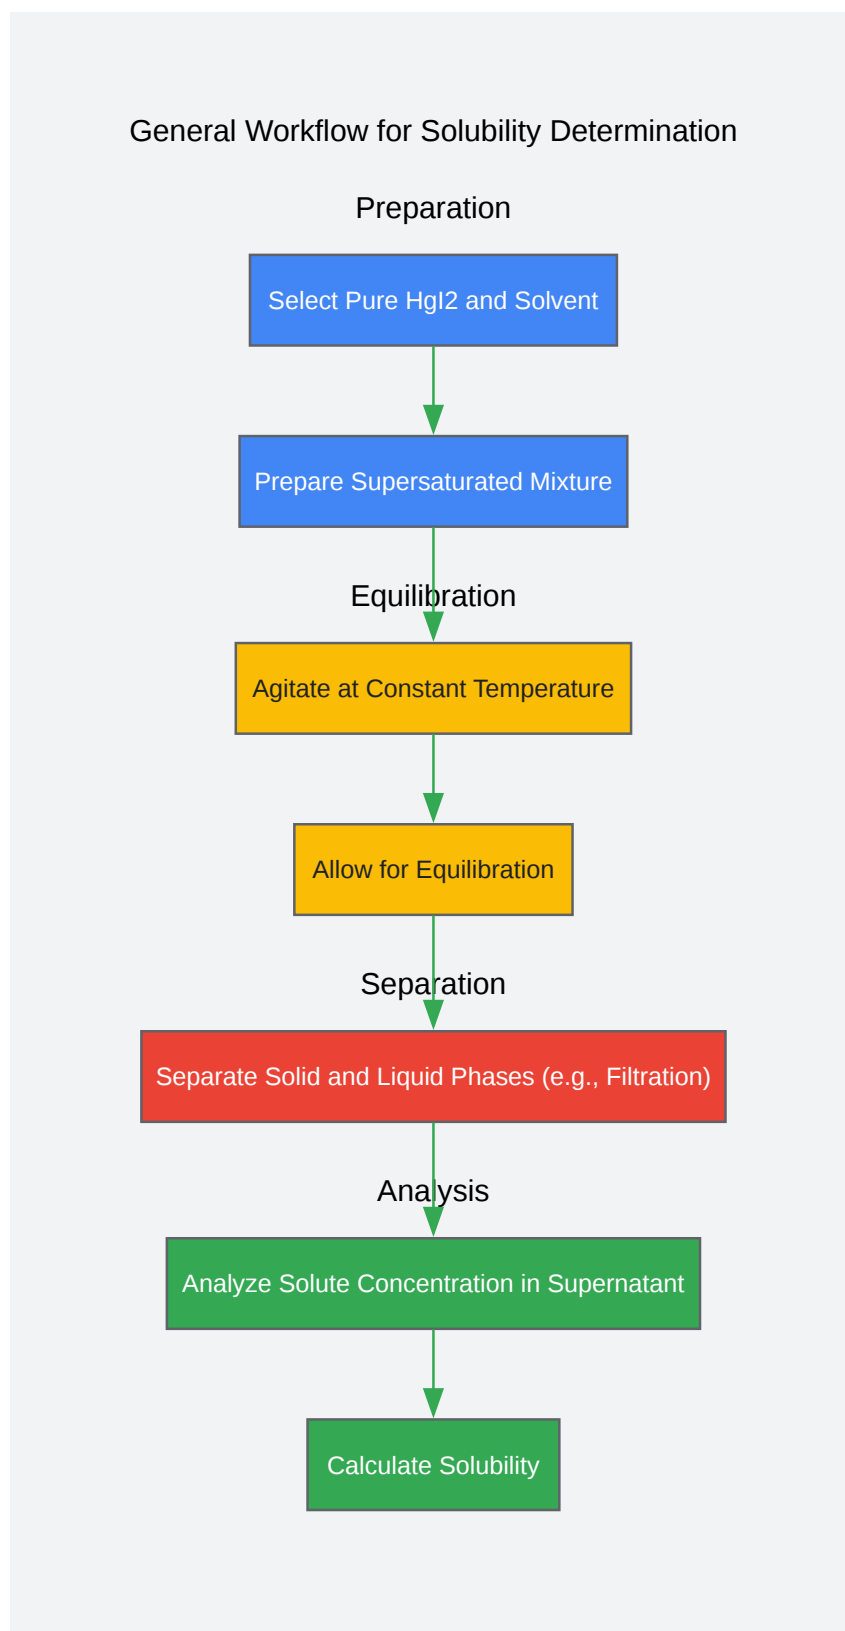 General Workflow for Solubility Determination
Preparation
Select Pure HgI2 and Solvent
Prepare Supersaturated Mixture
Equilibration
Agitate at Constant Temperature
Allow for Equilibration
Separation
Separate Solid and Liquid Phases (e.g., Filtration)
Analysis
Analyze Solute Concentration in Supernatant
Calculate Solubility